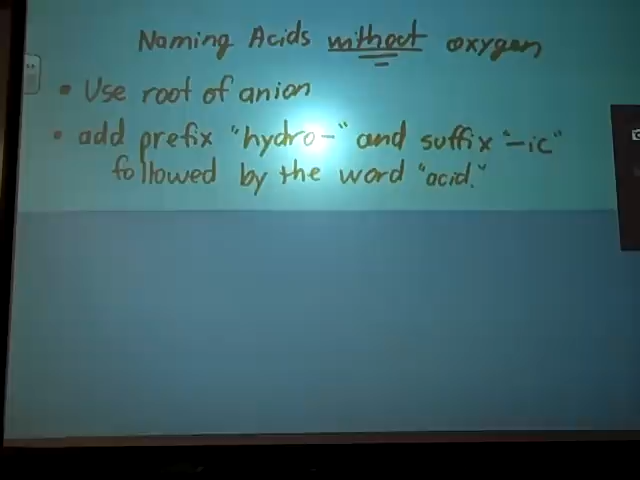 Naming Acids without oxygen
• Use root of anion
• add prefix "hydro-" and suffix "-ic"
followed by the word "acid."